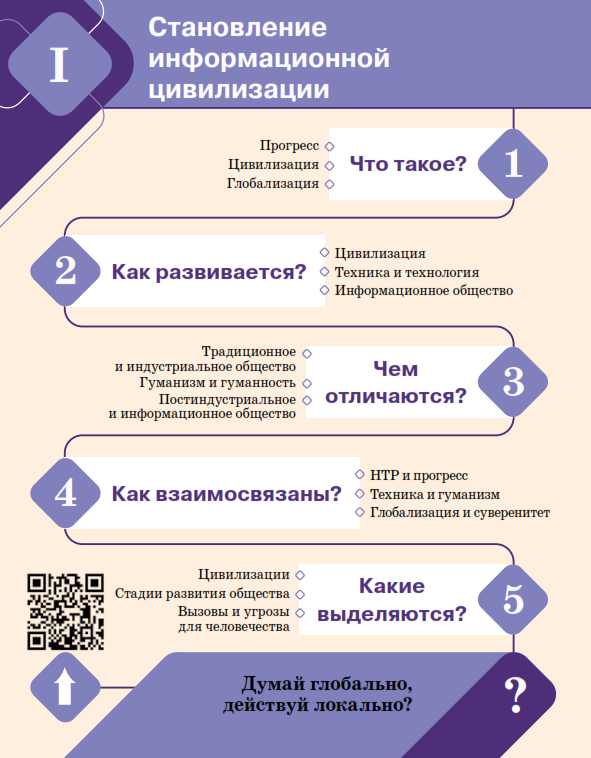 I
Становление
информационной
цивилизации
Прогресс
Цивилизация
Глобализация
Что такое?
1
2
Как развивается?
Цивилизация
Техника и технология
Информационное общество
Традиционное
и индустриальное общество
Гуманизм и гуманность
Постиндустриальное
и информационное общество
Чем
отличаются?
3
4
Как взаимосвязаны?
НТР и прогресс
Техника и гуманизм
Глобализация и суверенитет
Цивилизации
Стадии развития общества
Вызовы и угрозы
для человечества
Какие
выделяются?
5
Думай глобально,
действуй локально?
?